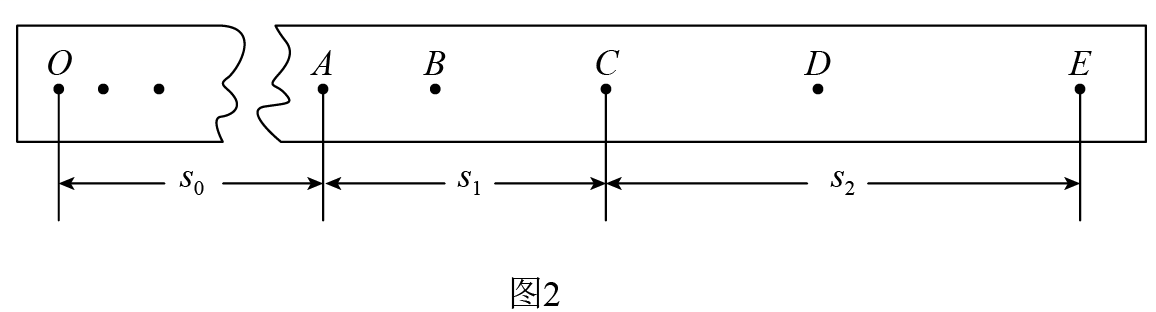 O A B C D E
s₀ s₁ s₂
图2